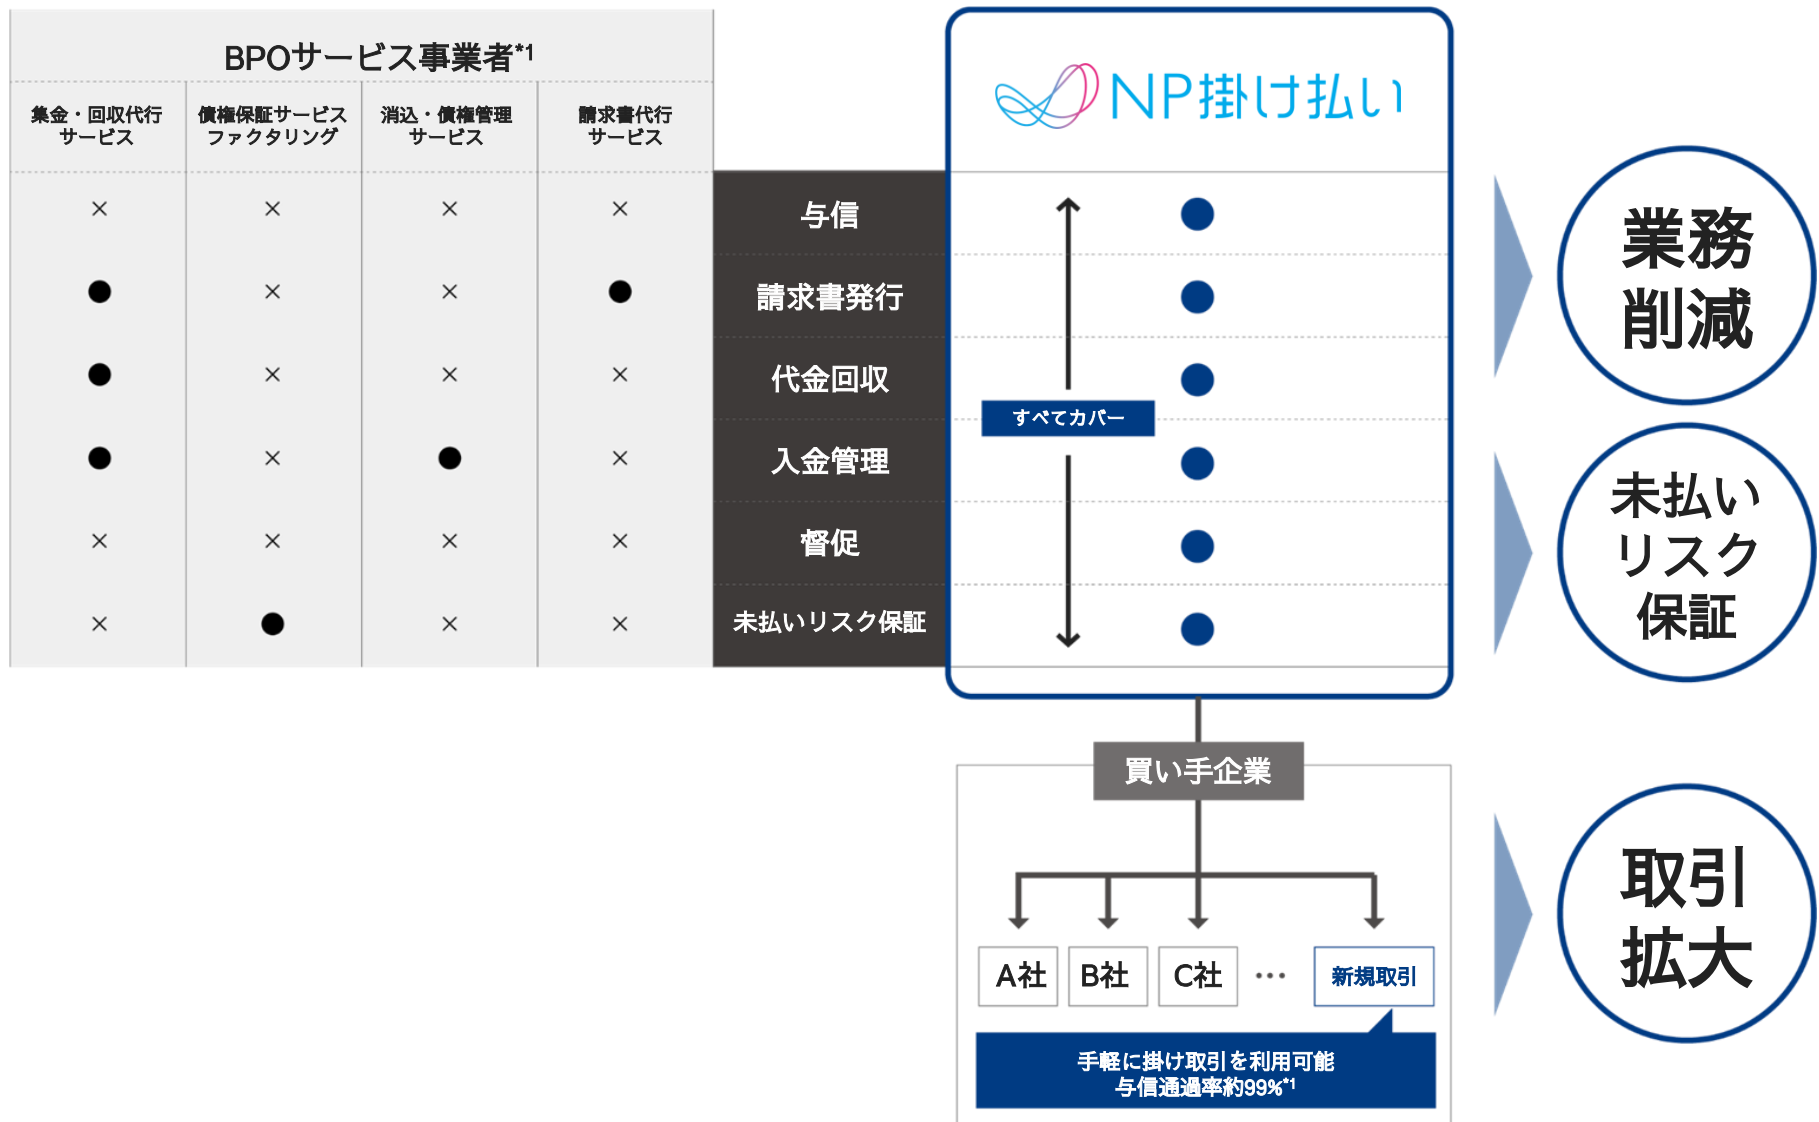 BPOサービス事業者*1
集金・回収代行
サービス
債権保証サービス
ファクタリング
消込・債権管理
サービス
請求書代行
サービス
NP掛け払い
× × × × 与信 ●
● × × ● 請求書発行 ●
● × × × 代金回収 ●
すべてカバー
● × ● × 入金管理 ●
× × × × 督促 ●
× ● × × 未払いリスク保証 ●
業務
削減
未払い
リスク
保証
買い手企業
A社 B社 C社 … 新規取引
手軽に掛け取引を利用可能
与信通過率約99%*1
取引
拡大